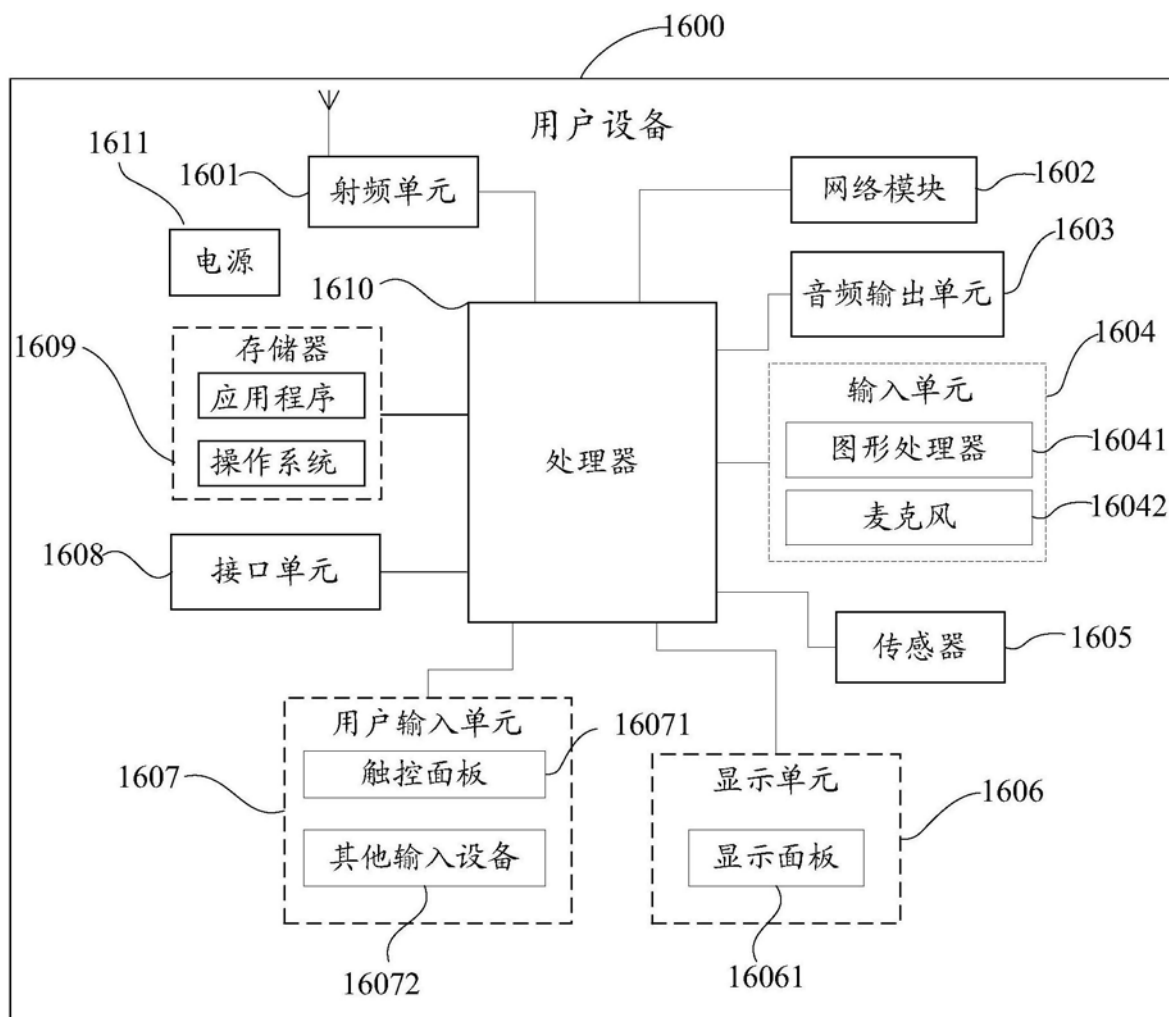 1600
用户设备
1611
1601
射频单元
网络模块
1602
电源
1610
音频输出单元
1603
1609
存储器
应用程序
操作系统
处理器
1604
输入单元
图形处理器
16041
麦克风
16042
1608
接口单元
传感器
1605
用户输入单元
16071
1607
触控面板
其他输入设备
16072
显示单元
1606
显示面板
16061